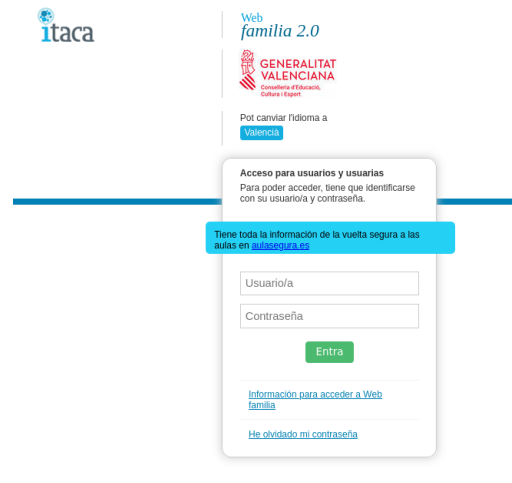 itaca
Web
familia 2.0
GENERALITAT
VALENCIANA
Conselleria d'Educació,
Cultura i Esport
Pot canviar l'idioma a
Valencià
Acceso para usuarios y usuarias
Para poder acceder, tiene que identificarse
con su usuario/a y contraseña.
Tiene toda la información de la vuelta segura a las
aulas en aulasegura.es
Usuario/a
Contraseña
Entra
Información para acceder a Web
familia
He olvidado mi contraseña